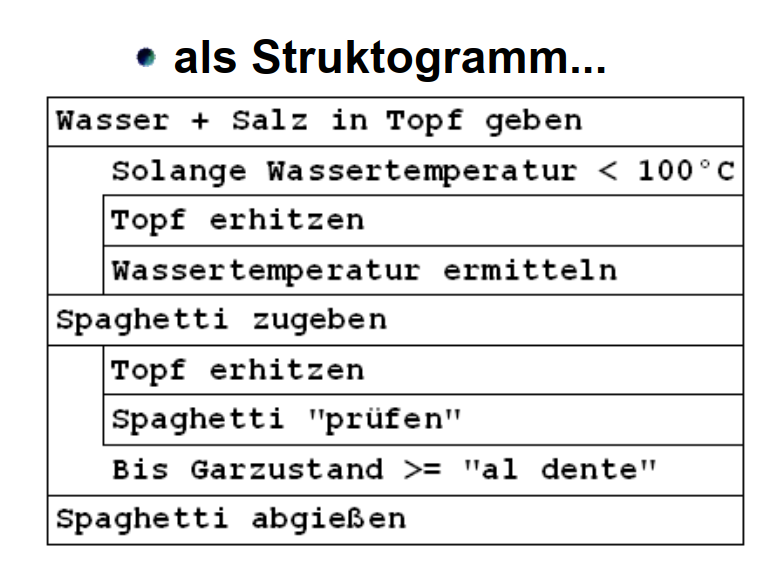 als Struktogramm...
Wasser + Salz in Topf geben
Solange Wassertemperatur < 100°C
Topf erhitzen
Wassertemperatur ermitteln
Spaghetti zugeben
Topf erhitzen
Spaghetti "prüfen"
Bis Garzustand >= "al dente"
Spaghetti abgießen